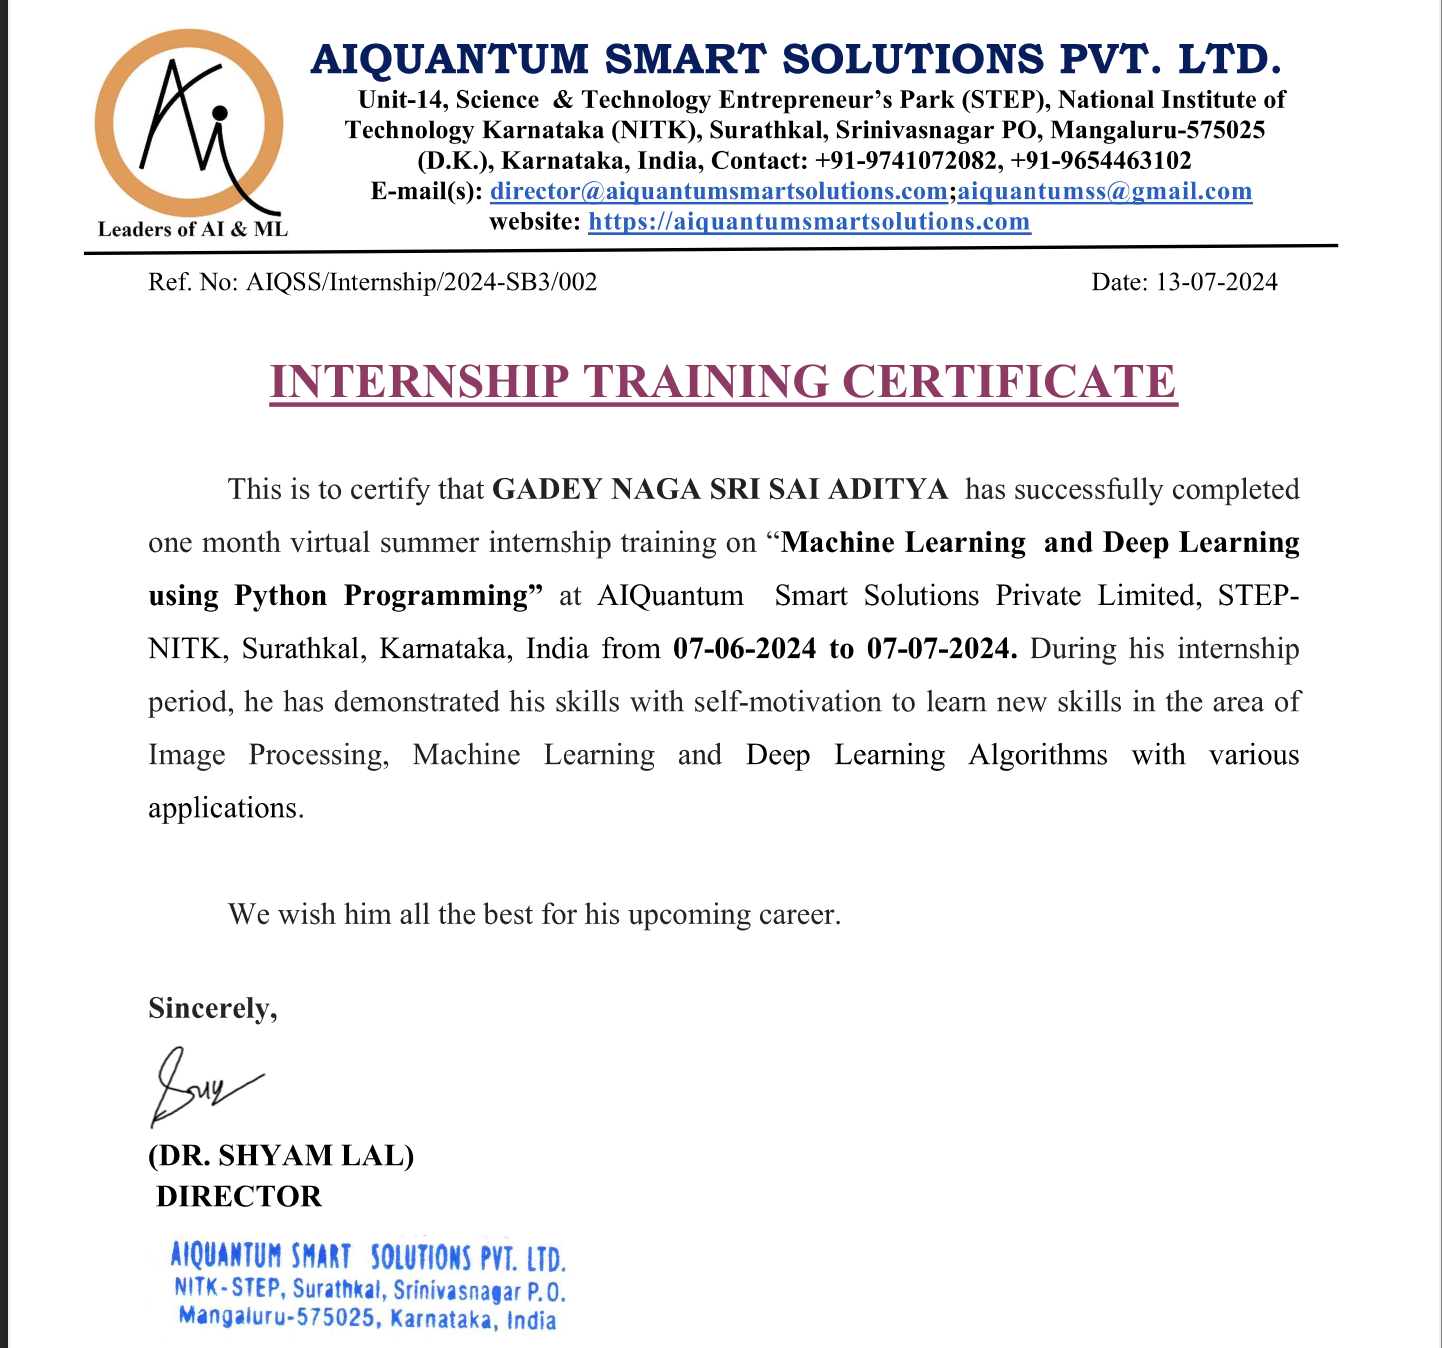 AIQUANTUM SMART SOLUTIONS PVT. LTD.
Unit-14, Science & Technology Entrepreneur’s Park (STEP), National Institute of
Technology Karnataka (NITK), Surathkal, Srinivasnagar PO, Mangaluru-575025
(D.K.), Karnataka, India, Contact: +91-9741072082, +91-9654463102
E-mail(s): director@aiquantumsmartsolutions.com;aiquantumss@gmail.com
website: https://aiquantumsmartsolutions.com
Ai
Leaders of AI & ML
Ref. No: AIQSS/Internship/2024-SB3/002
Date: 13-07-2024
INTERNSHIP TRAINING CERTIFICATE
This is to certify that GADEY NAGA SRI SAI ADITYA has successfully completed
one month virtual summer internship training on “Machine Learning and Deep Learning
using Python Programming” at AIQuantum Smart Solutions Private Limited, STEP-
NITK, Surathkal, Karnataka, India from 07-06-2024 to 07-07-2024. During his internship
period, he has demonstrated his skills with self-motivation to learn new skills in the area of
Image Processing, Machine Learning and Deep Learning Algorithms with various
applications.
We wish him all the best for his upcoming career.
Sincerely,
(DR. SHYAM LAL)
DIRECTOR
AIQUANTUM SMART SOLUTIONS PVT. LTD.
NITK-STEP, Surathkal, Srinivasnagar P.O.
Mangaluru-575025, Karnataka, India